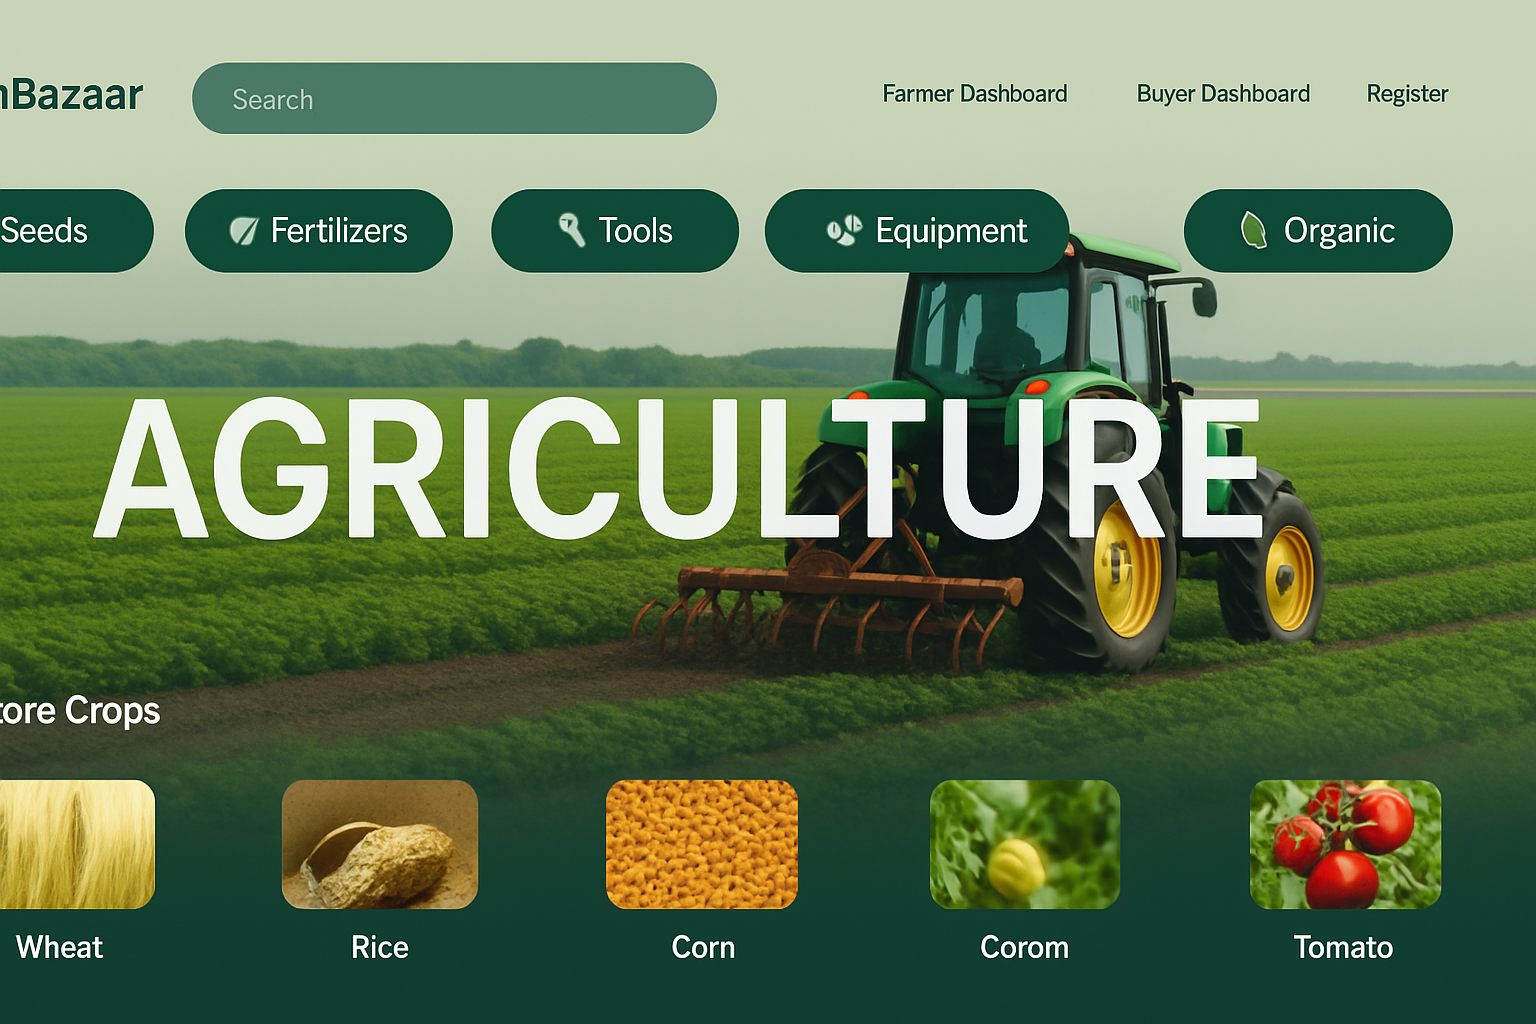 nBazaar
Search
Farmer Dashboard
Buyer Dashboard
Register
Seeds
Fertilizers
Tools
Equipment
Organic
AGRICULTURE
tore Crops
Wheat
Rice
Corn
Corom
Tomato